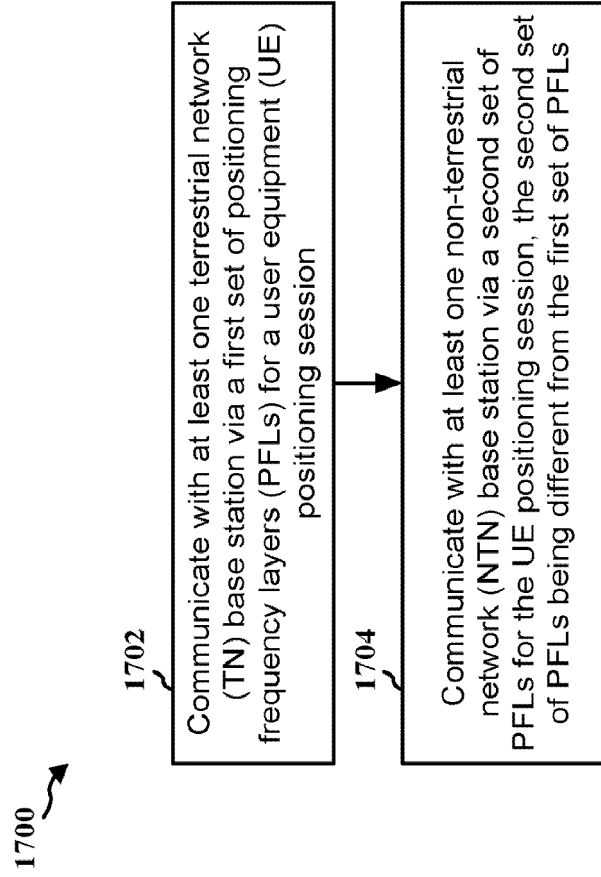 1700
1702
Communicate with at least one terrestrial network
(TN) base station via a first set of positioning
frequency layers (PFLs) for a user equipment (UE)
positioning session
1704
Communicate with at least one non-terrestrial
network (NTN) base station via a second set of
PFLs for the UE positioning session, the second set
of PFLs being different from the first set of PFLs